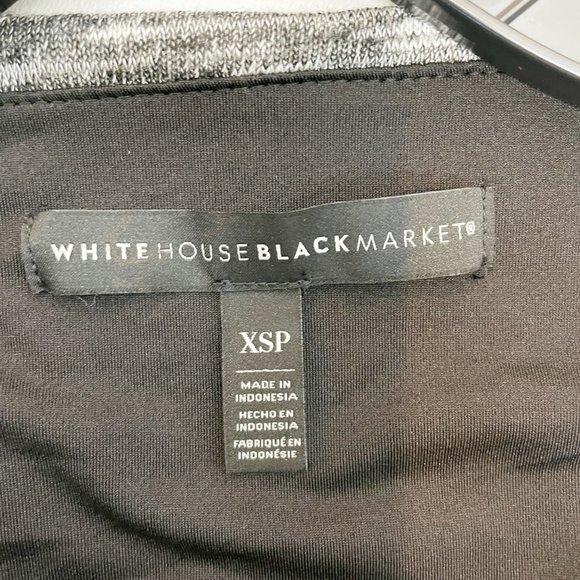 WHITE HOUSE BLACK MARKET®
XSP
MADE IN
INDONESIA
HECHO EN
INDONESIA
FABRIQUÉ EN
INDONÉSIE